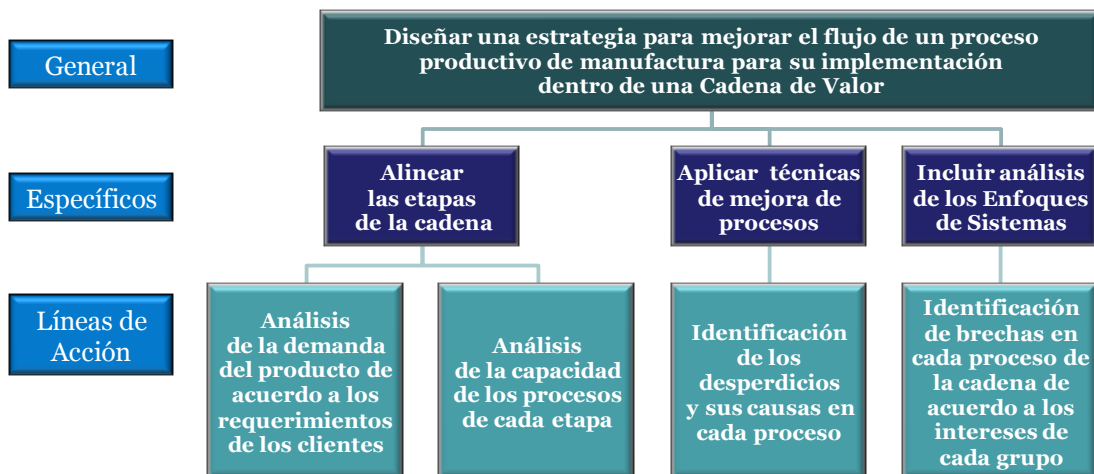 General
Diseñar una estrategia para mejorar el flujo de un proceso
productivo de manufactura para su implementación
dentro de una Cadena de Valor
Específicos
Alinear
las etapas
de la cadena
Aplicar técnicas
de mejora de
procesos
Incluir análisis
de los Enfoques
de Sistemas
Líneas de
Acción
Análisis
de la demanda
del producto de
acuerdo a los
requerimientos
de los clientes
Análisis
de la capacidad
de los procesos
de cada etapa
Identificación
de los
desperdicios
y sus causas en
cada proceso
Identificación
de brechas en
cada proceso de
la cadena de
acuerdo a los
intereses de
cada grupo